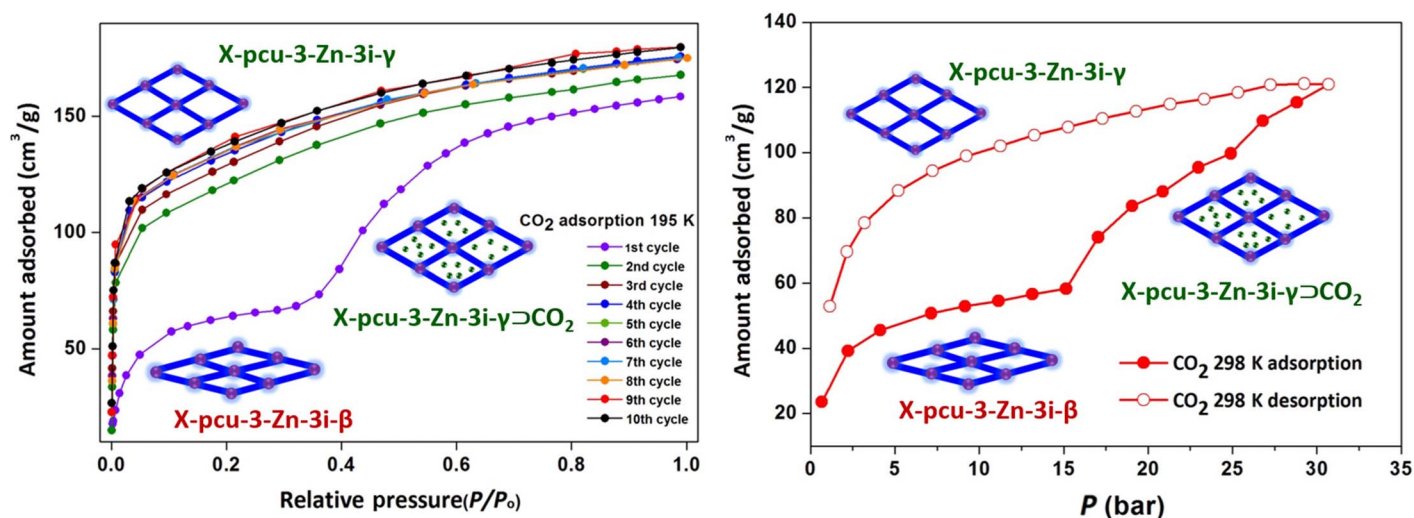 Amount adsorbed (cm³/g)
150
100
50
0.0
0.2
0.4
0.6
0.8
1.0
Relative pressure(P/Pₒ)
X-pcu-3-Zn-3i-γ
X-pcu-3-Zn-3i-γ⊃CO₂
X-pcu-3-Zn-3i-β
CO₂ adsorption 195 K
1st cycle
2nd cycle
3rd cycle
4th cycle
5th cycle
6th cycle
7th cycle
8th cycle
9th cycle
10th cycle
Amount adsorbed (cm³/g)
140
120
100
80
60
40
20
0
5
10
15
20
25
30
35
P (bar)
X-pcu-3-Zn-3i-γ
X-pcu-3-Zn-3i-γ⊃CO₂
X-pcu-3-Zn-3i-β
CO₂ 298 K adsorption
CO₂ 298 K desorption